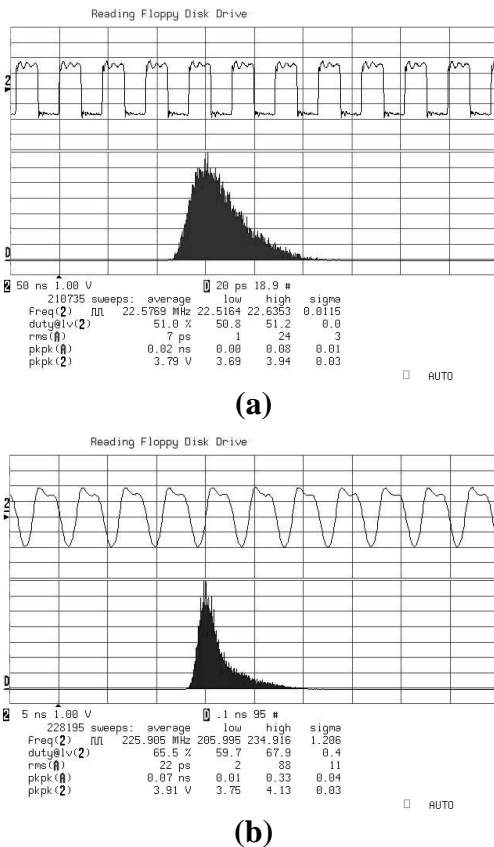 Reading Floppy Disk Drive
2
D
2 50 ns 1.00 V D 20 ps 18.9 #
210735 sweeps: average low high sigma
Freq(2) 22.5769 MHz 22.5164 22.6353 0.0115
duty@lv(2) 51.0 % 50.8 51.2 0.0
rms(A) 7 ps 1 24 3
pkpk(A) 0.02 ns 0.00 0.08 0.01
pkpk(2) 3.79 V 3.69 3.94 0.03
□ AUTO
(a)
Reading Floppy Disk Drive
2
D
2 5 ns 1.00 V D .1 ns 95 #
228195 sweeps: average low high sigma
Freq(2) 225.905 MHz 205.995 234.916 1.206
duty@lv(2) 65.5 % 59.7 67.9 0.4
rms(A) 22 ps 2 88 11
pkpk(A) 0.07 ns 0.01 0.33 0.04
pkpk(2) 3.91 V 3.75 4.13 0.03
□ AUTO
(b)